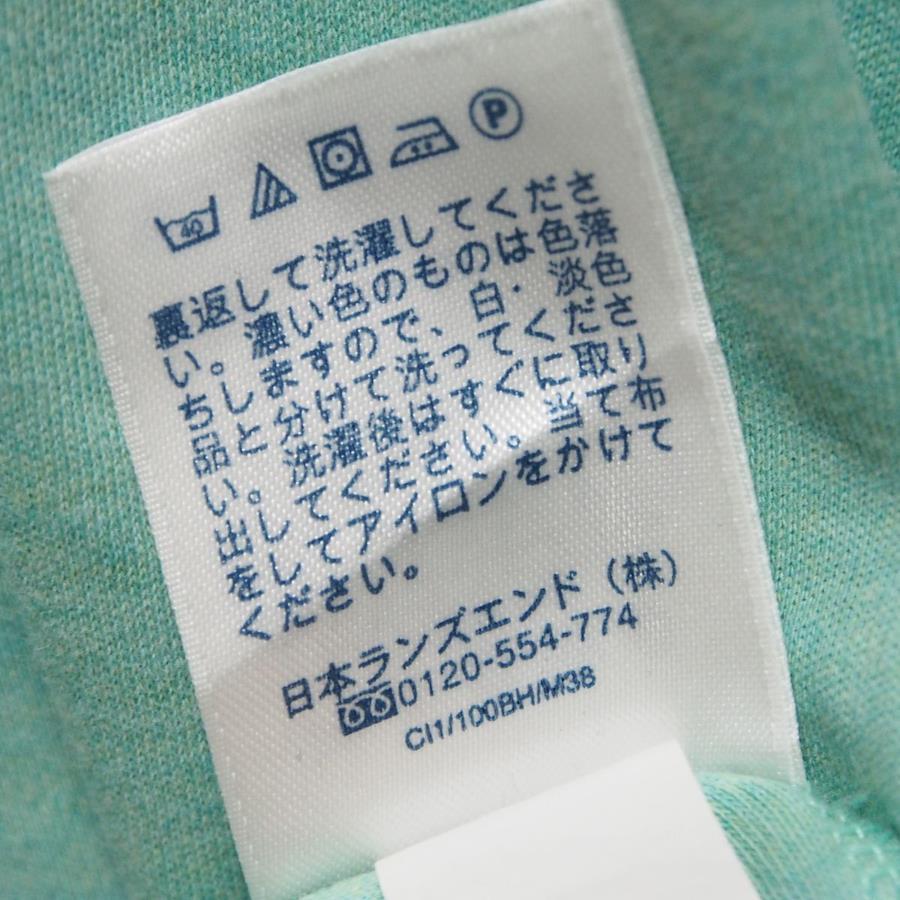 40 P
裏返して洗濯してくださ
い。濃い色のものは色落
ちしますので、白・淡色
品と分けて洗ってくださ
い。洗濯後はすぐに取り
出してください。当て布
をしてアイロンをかけて
ください。
日本ランズエンド（株）
0120-554-774
CI1/100BH/M38